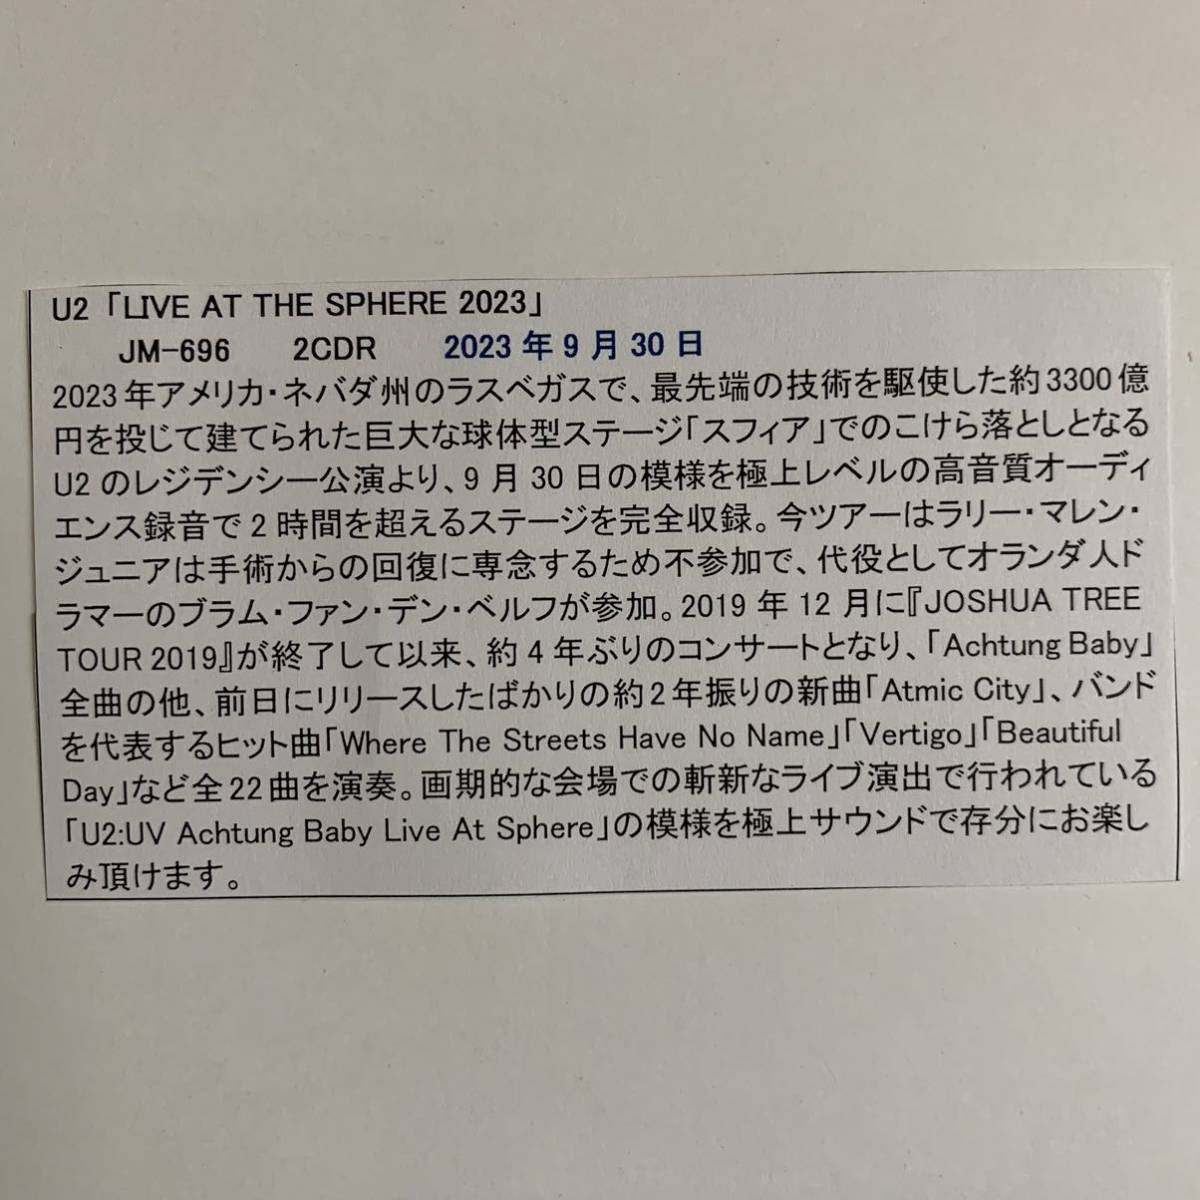 U2「LIVE AT THE SPHERE 2023」
JM-696 2CDR 2023年9月30日
2023年アメリカ・ネバダ州のラスベガスで、最先端の技術を駆使した約3300億
円を投じて建てられた巨大な球体型ステージ「スフィア」でのこけら落としとなる
U2のレジデンシー公演より、9月30日の模様を極上レベルの高音質オーディ
エンス録音で2時間を超えるステージを完全収録。今ツアーはラリー・マレン・
ジュニアは手術からの回復に専念するため不参加で、代役としてオランダ人ド
ラマーのブラム・ファン・デン・ベルフが参加。2019年12月に『JOSHUA TREE
TOUR 2019』が終了して以来、約4年ぶりのコンサートとなり、「Achtung Baby」
全曲の他、前日にリリースしたばかりの約2年振りの新曲「Atmic City」、バンド
を代表するヒット曲「Where The Streets Have No Name」「Vertigo」「Beautiful
Day」など全22曲を演奏。画期的な会場での斬新なライブ演出で行われている
「U2:UV Achtung Baby Live At Sphere」の模様を極上サウンドで存分にお楽し
み頂けます。